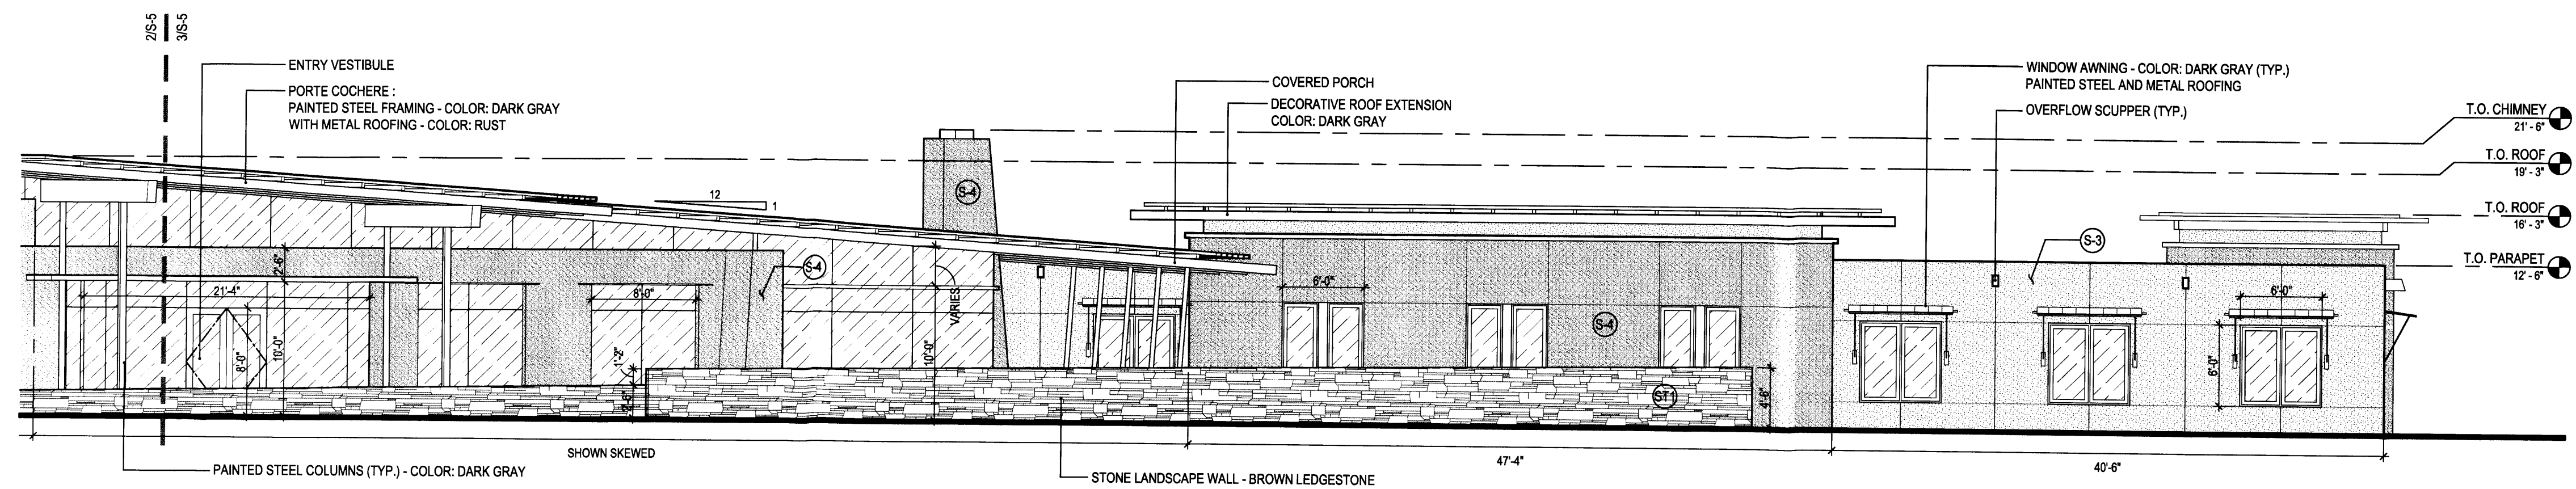 2/S-5
3/S-5
ENTRY VESTIBULE
PORTE COCHERE :
PAINTED STEEL FRAMING - COLOR: DARK GRAY
WITH METAL ROOFING - COLOR: RUST
COVERED PORCH
DECORATIVE ROOF EXTENSION
COLOR: DARK GRAY
WINDOW AWNING - COLOR: DARK GRAY (TYP.)
PAINTED STEEL AND METAL ROOFING
OVERFLOW SCUPPER (TYP.)
T.O. CHIMNEY
21' - 6"
T.O. ROOF
19' - 3"
T.O. ROOF
16' - 3"
T.O. PARAPET
12' - 6"
12
1
S-4
S-3
S-4
2'-6"
21'-4"
8'-0"
VARIES
6'-0"
6'-0"
S-4
8'-0"
10'-0"
1'-2"
10'-0"
6'-0"
2'-6"
ST1
4'-6"
SHOWN SKEWED
47'-4"
40'-6"
PAINTED STEEL COLUMNS (TYP.) - COLOR: DARK GRAY
STONE LANDSCAPE WALL - BROWN LEDGESTONE